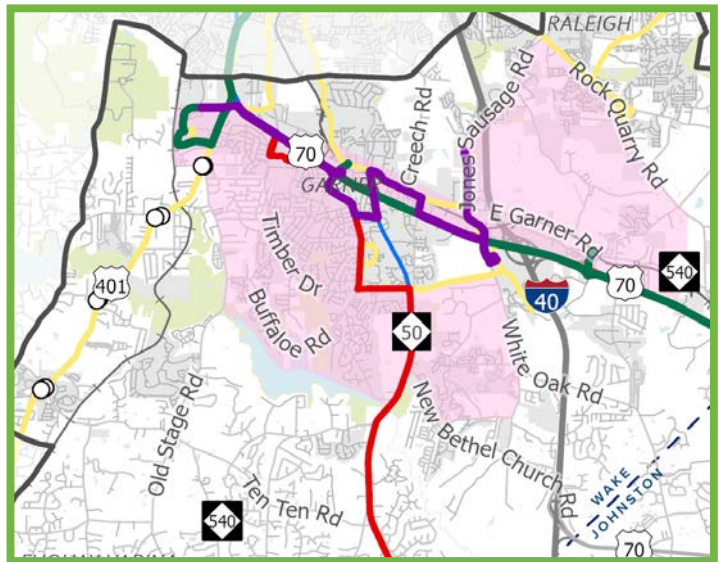 RALEIGH
Rock Quarry Rd
Jones Sausage Rd
Creech Rd
70
GARNER
E Garner Rd
540
70
401
40
Timber Dr
Buffaloe Rd
50
White Oak Rd
Old Stage Rd
New Bethel Church Rd
Ten Ten Rd
540
WAKE
JOHNSTON
70